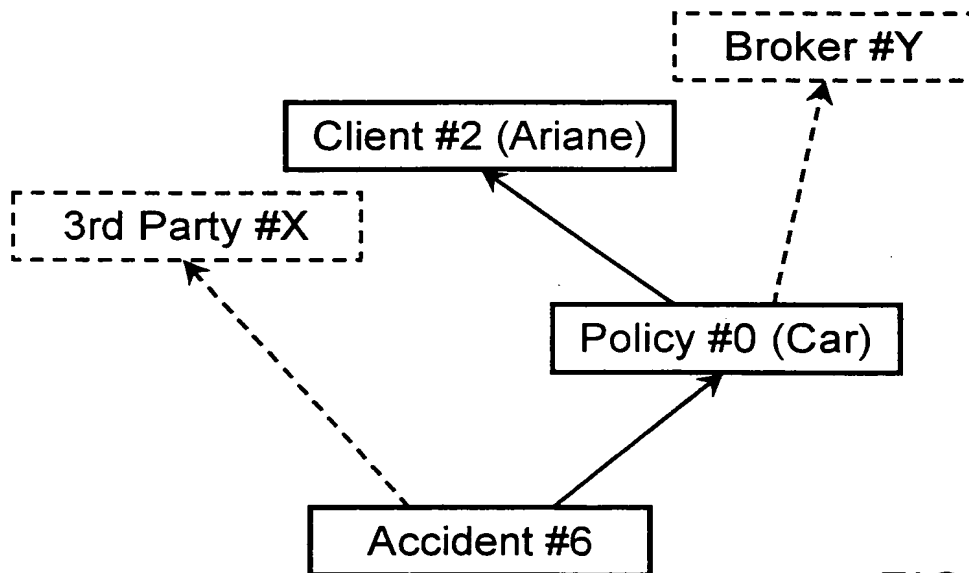 Broker #Y
Client #2 (Ariane)
3rd Party #X
Policy #0 (Car)
Accident #6